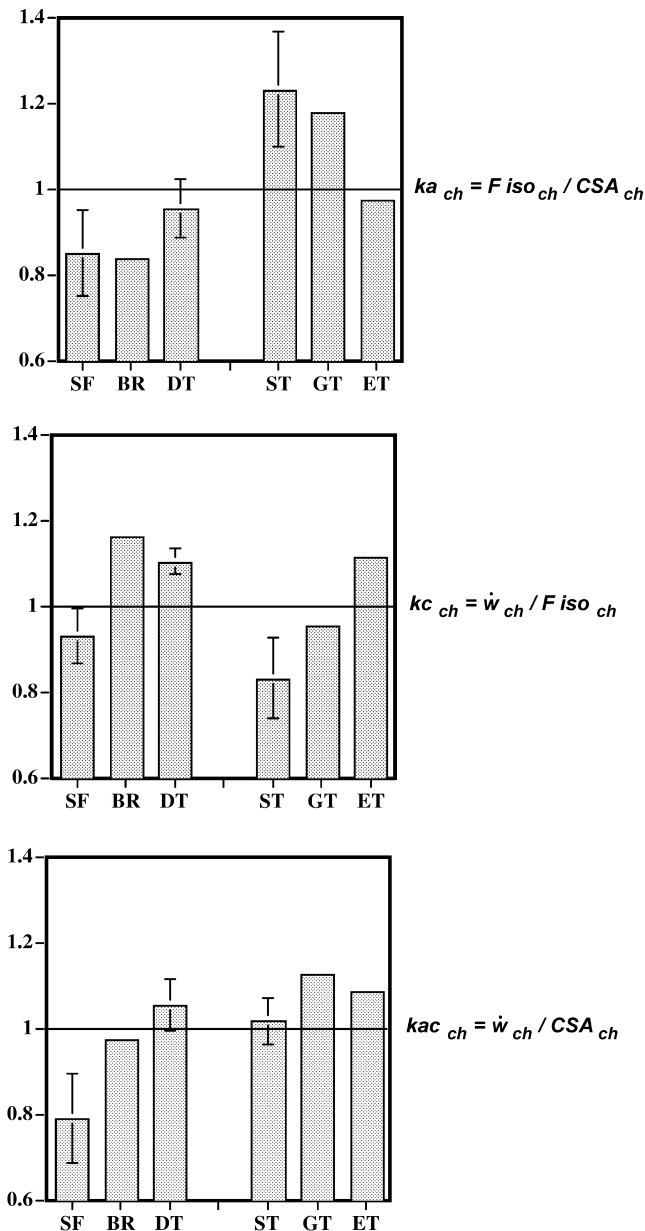 1.4
1.2
1
0.8
0.6
SF BR DT ST GT ET
ka ch = F iso ch / CSA ch
1.4
1.2
1
0.8
0.6
SF BR DT ST GT ET
kc ch = ẇ ch / F iso ch
1.4
1.2
1
0.8
0.6
SF BR DT ST GT ET
kac ch = ẇ ch / CSA ch